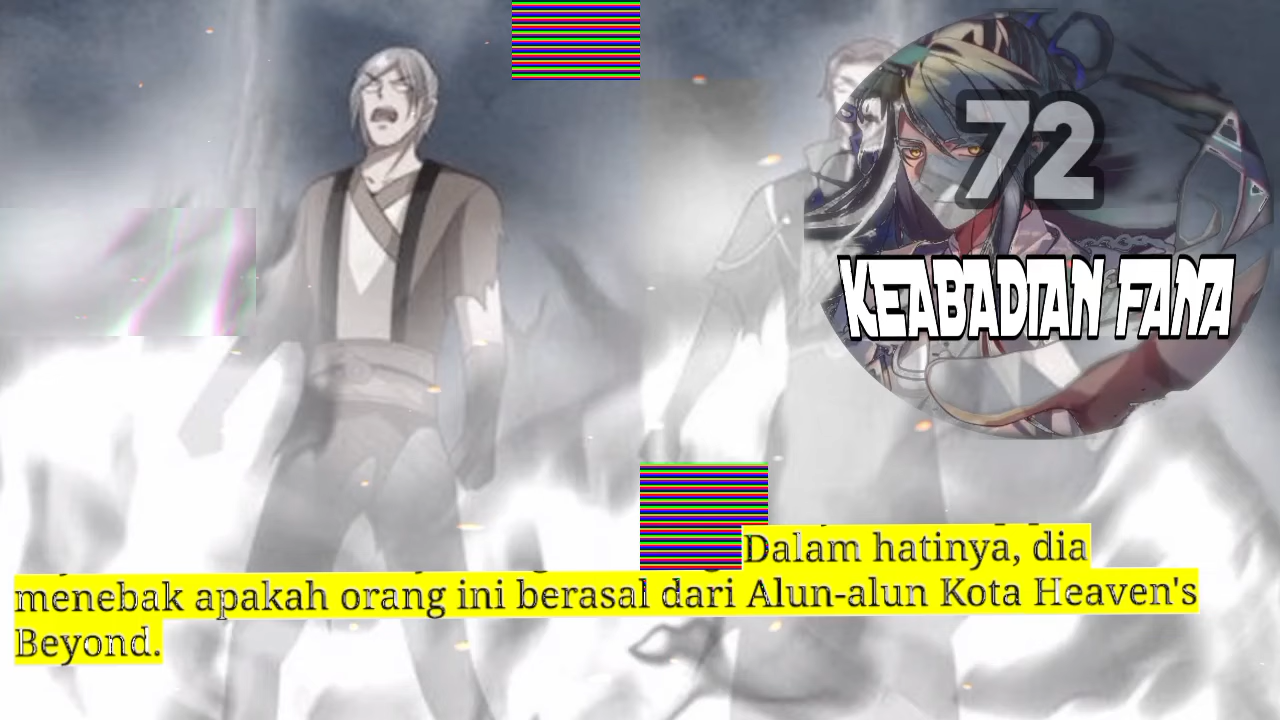 72
KEABADIAN FANA
Dalam hatinya, dia
menebak apakah orang ini berasal dari Alun-alun Kota Heaven's
Beyond.